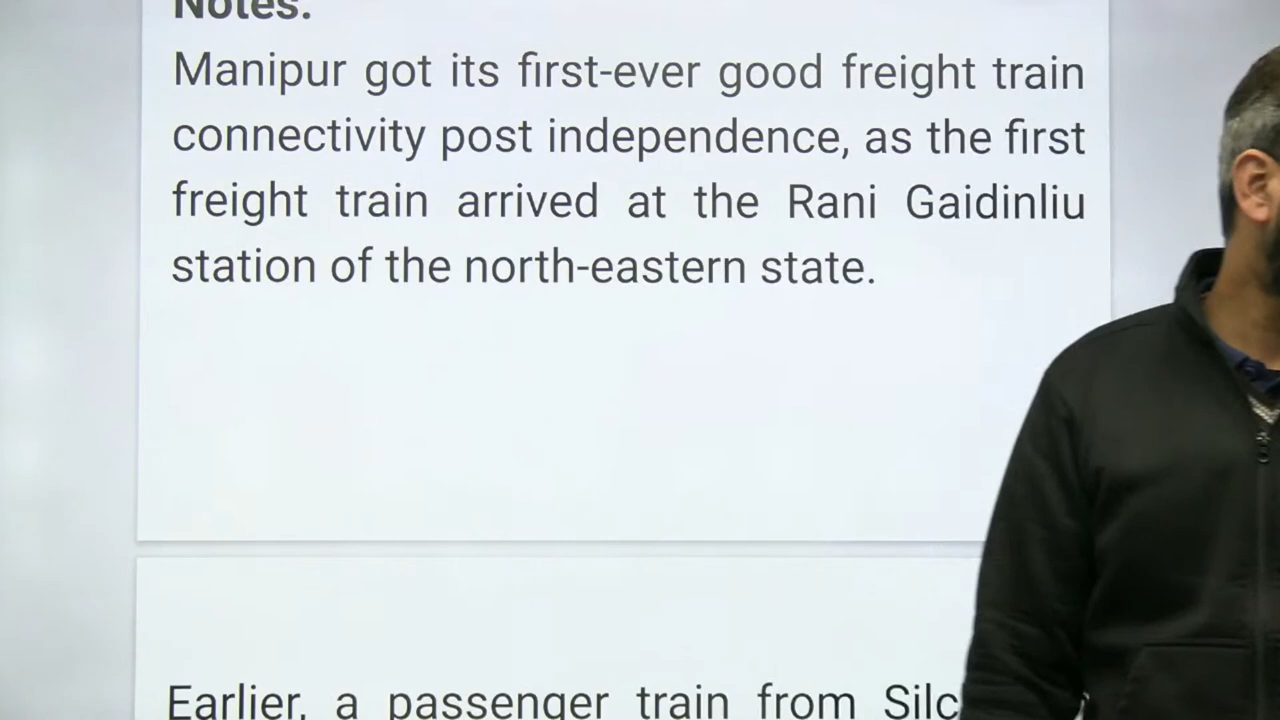 Notes:
Manipur got its first-ever good freight train
connectivity post independence, as the first
freight train arrived at the Rani Gaidinliu
station of the north-eastern state.
Earlier, a passenger train from